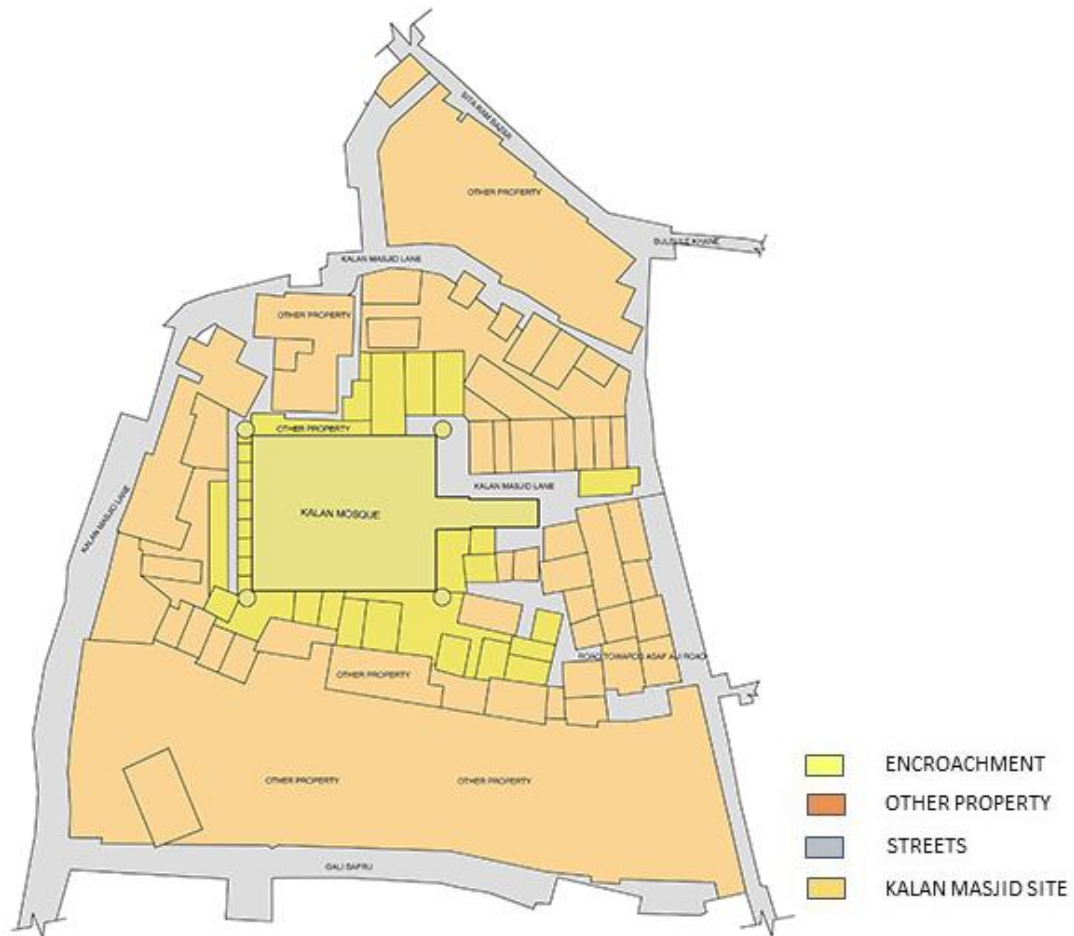 SITA RAM BAZAR
OTHER PROPERTY
BULBULE KHANE
KALAN MASJID LANE
OTHER PROPERTY
OTHER PROPERTY
KALAN MASJID LANE
KALAN MOSQUE
KALAN MASJID LANE
ROAD TOWARDS ASAF ALI ROAD
OTHER PROPERTY
OTHER PROPERTY
OTHER PROPERTY
GALI
ENCROACHMENT
OTHER PROPERTY
STREETS
KALAN MASJID SITE